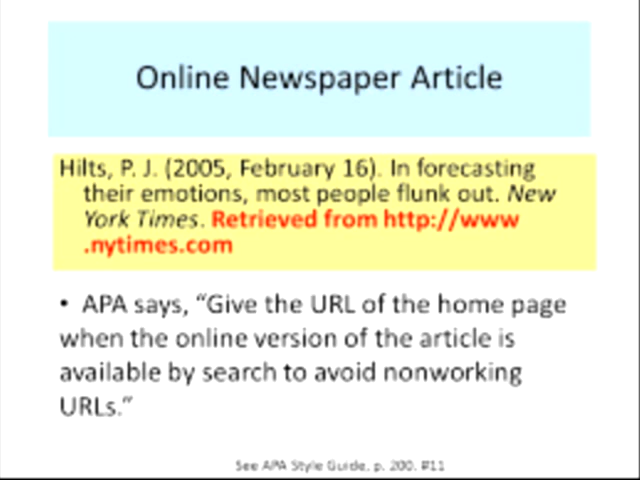 Online Newspaper Article
Hilts, P. J. (2005, February 16). In forecasting
their emotions, most people flunk out. New
York Times. Retrieved from http://www
.nytimes.com
• APA says, “Give the URL of the home page
when the online version of the article is
available by search to avoid nonworking
URLs.”
See APA Style Guide, p. 200. #11